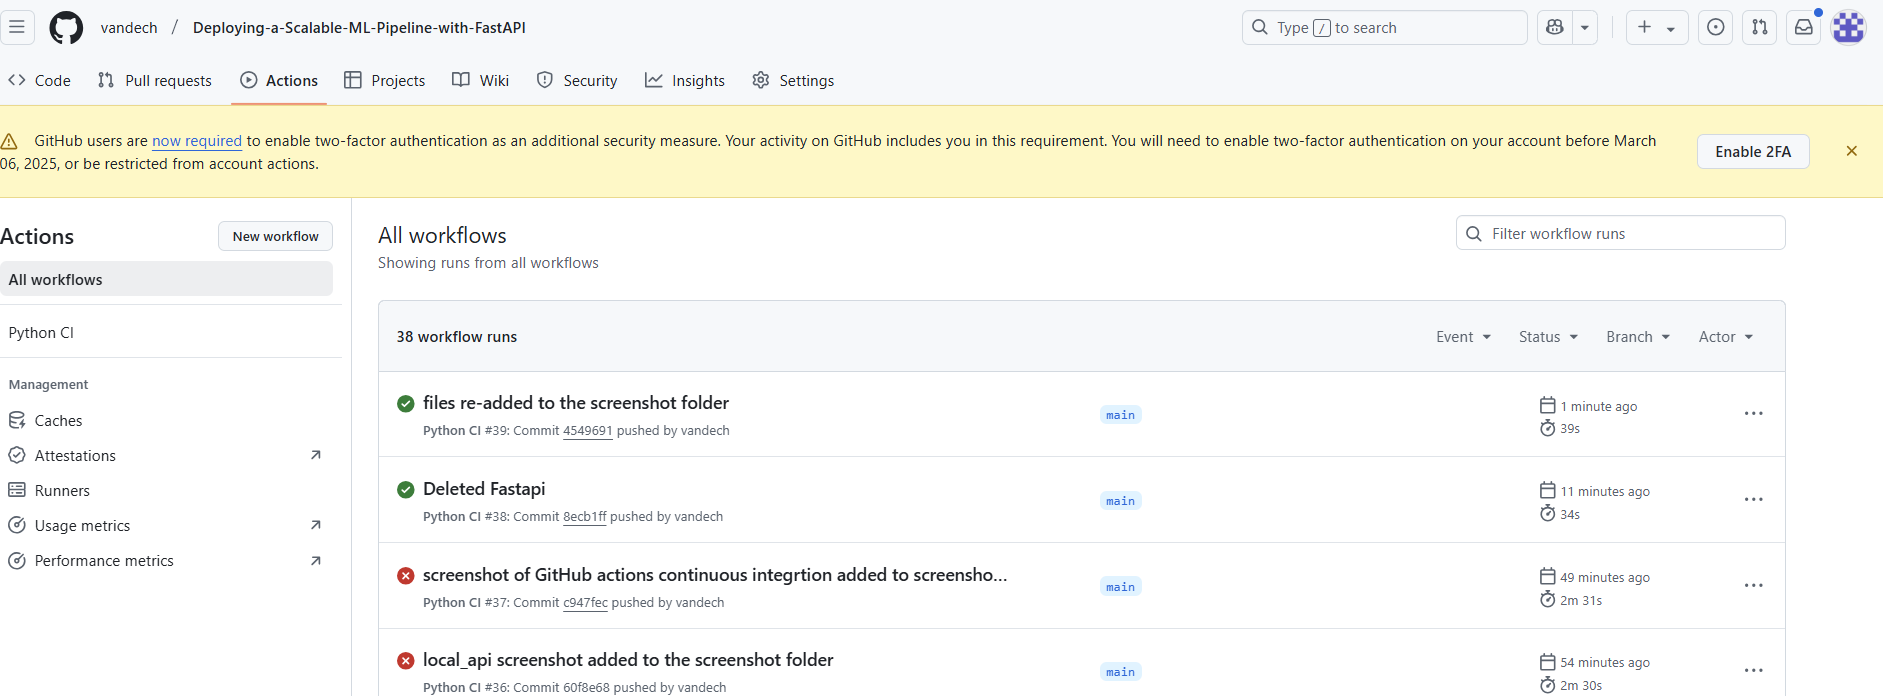 vandech / Deploying-a-Scalable-ML-Pipeline-with-FastAPI
Type / to search
Code
Pull requests
Actions
Projects
Wiki
Security
Insights
Settings
GitHub users are now required to enable two-factor authentication as an additional security measure. Your activity on GitHub includes you in this requirement. You will need to enable two-factor authentication on your account before March
06, 2025, or be restricted from account actions.
Enable 2FA
Actions
New workflow
All workflows
Python CI
Management
Caches
Attestations
Runners
Usage metrics
Performance metrics
All workflows
Showing runs from all workflows
Filter workflow runs
38 workflow runs
Event
Status
Branch
Actor
files re-added to the screenshot folder
Python CI #39: Commit 4549691 pushed by vandech
main
1 minute ago
39s
Deleted Fastapi
Python CI #38: Commit 8ecb1ff pushed by vandech
main
11 minutes ago
34s
screenshot of GitHub actions continuous integrtion added to screensho...
Python CI #37: Commit c947fec pushed by vandech
main
49 minutes ago
2m 31s
local_api screenshot added to the screenshot folder
Python CI #36: Commit 60f8e68 pushed by vandech
main
54 minutes ago
2m 30s